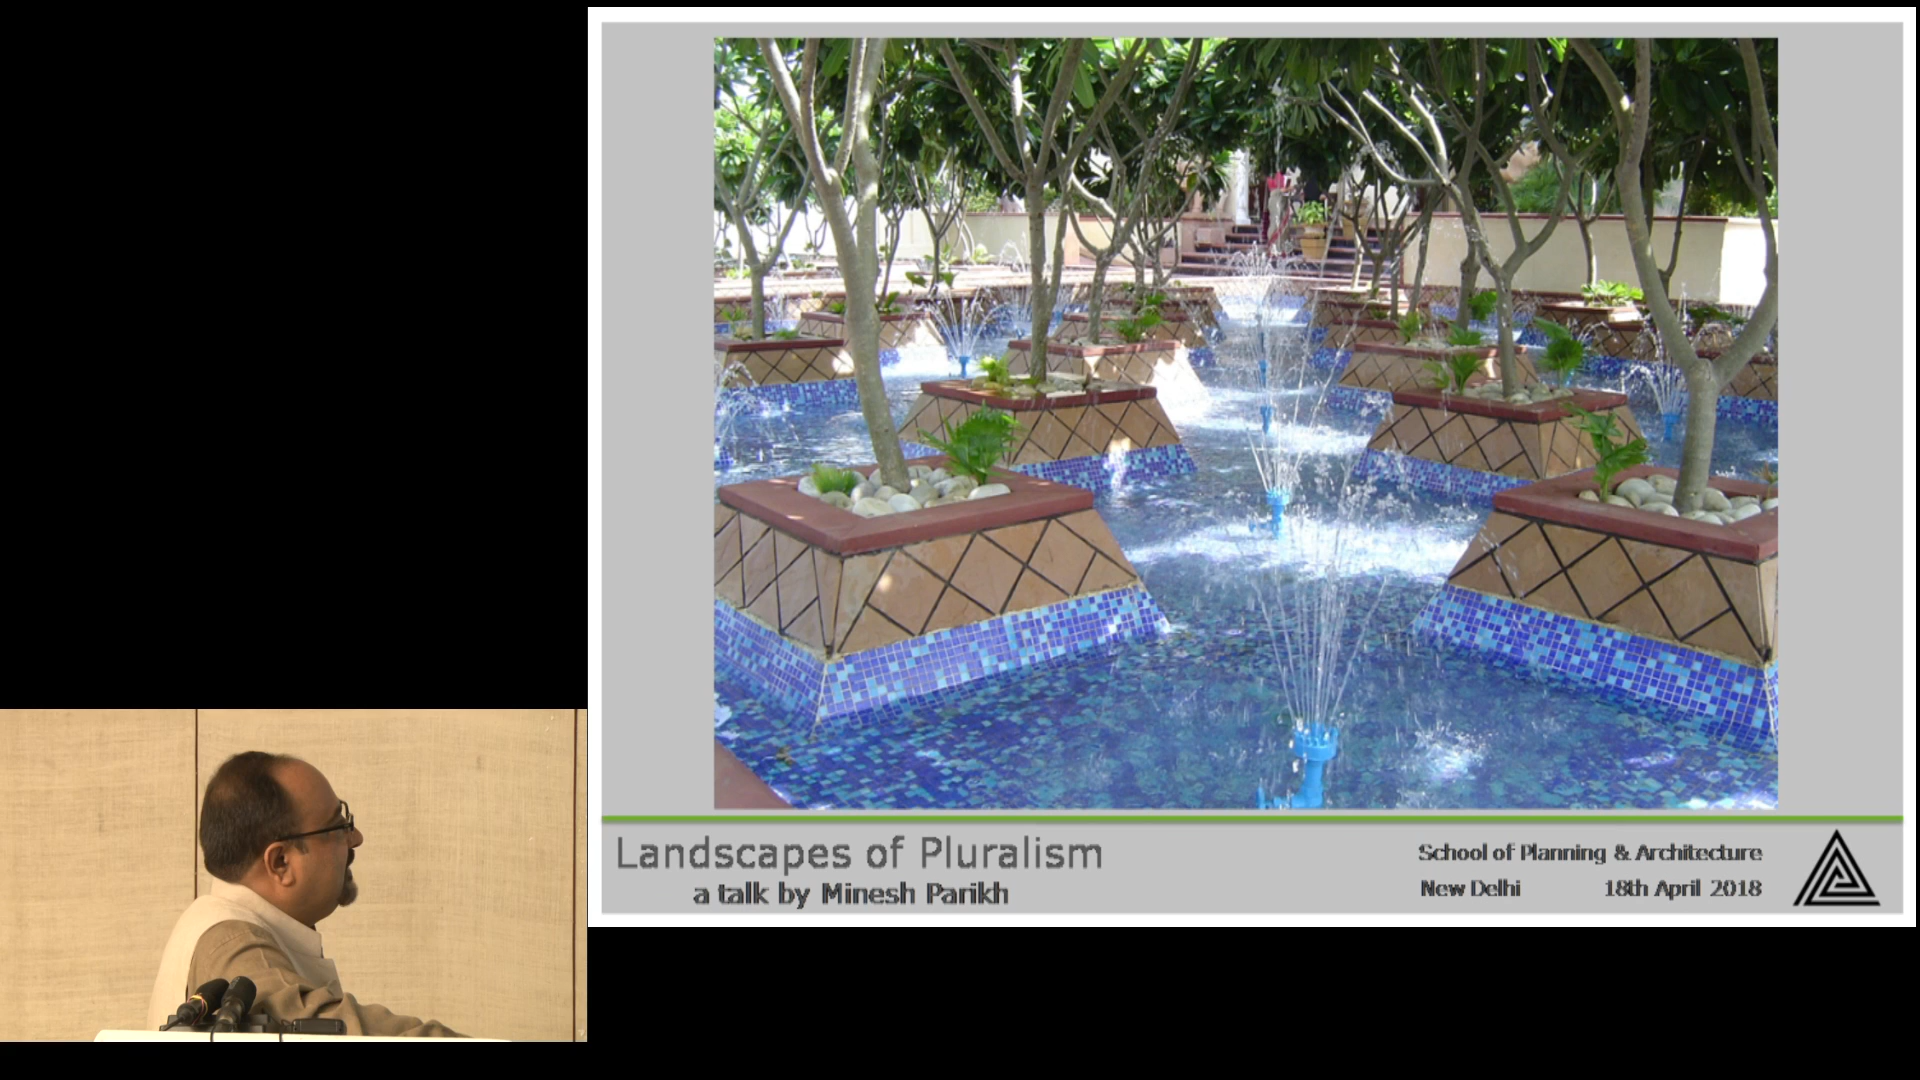 Landscapes of Pluralism
a talk by Minesh Parikh
School of Planning & Architecture
New Delhi 18th April 2018